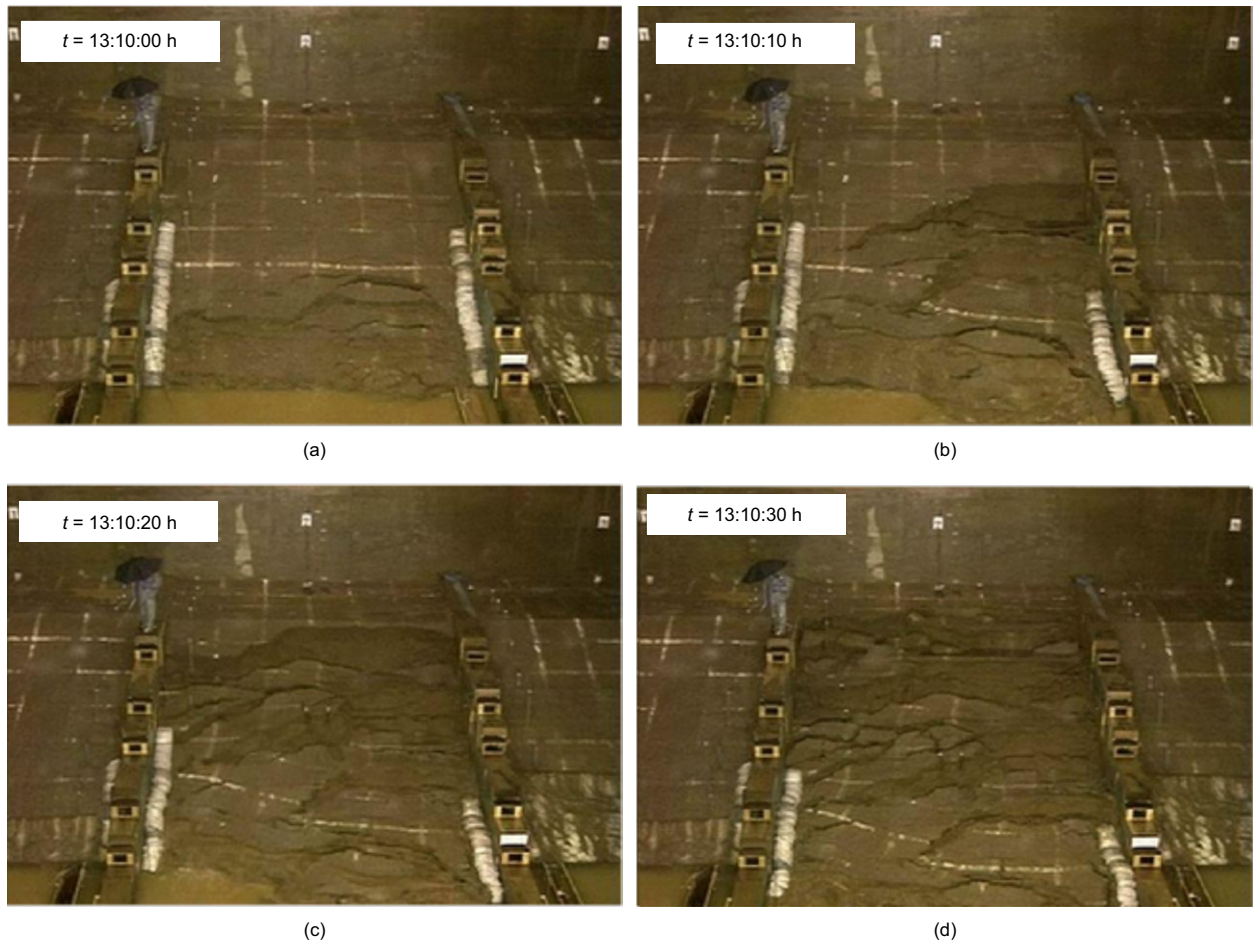 t = 13:10:00 h
t = 13:10:10 h
(a)
(b)
t = 13:10:20 h
t = 13:10:30 h
(c)
(d)